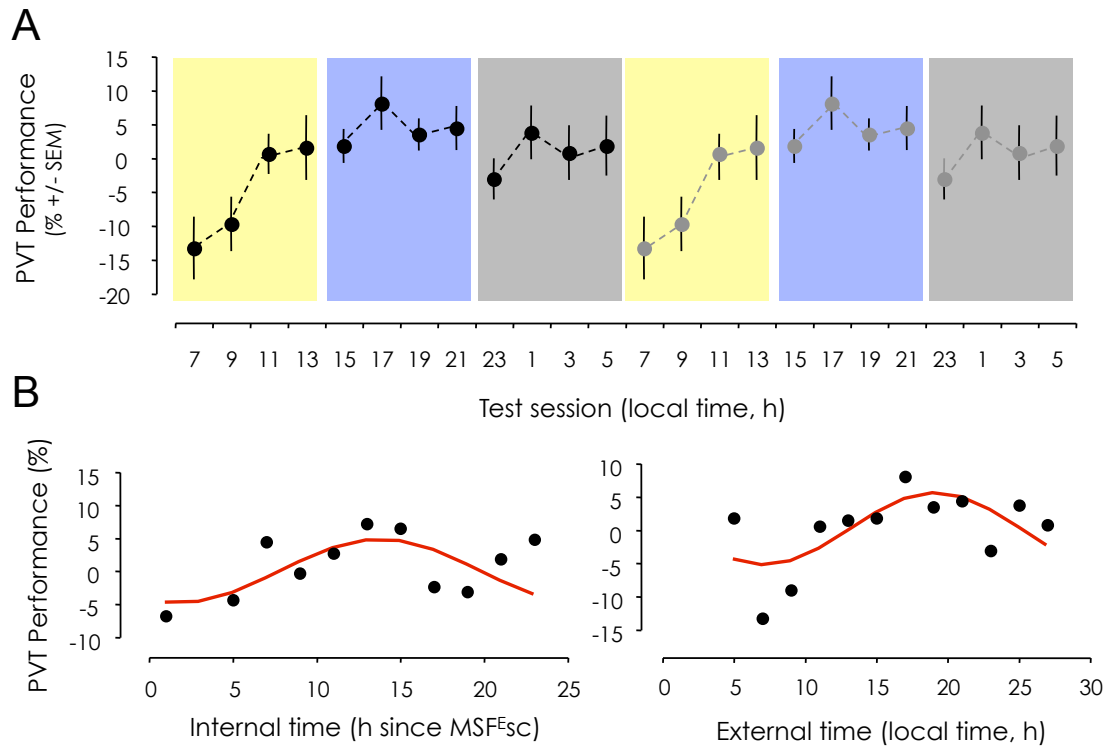 A
PVT Performance
(% +/- SEM)
15
10
5
0
-5
-10
-15
-20
7 9 11 13 15 17 19 21 23 1 3 5 7 9 11 13 15 17 19 21 23 1 3 5
Test session (local time, h)
B
PVT Performance (%)
15
10
5
0
-5
-10
0 5 10 15 20 25
Internal time (h since MSFᴱsc)
10
5
0
-5
-10
-15
0 5 10 15 20 25 30
External time (local time, h)